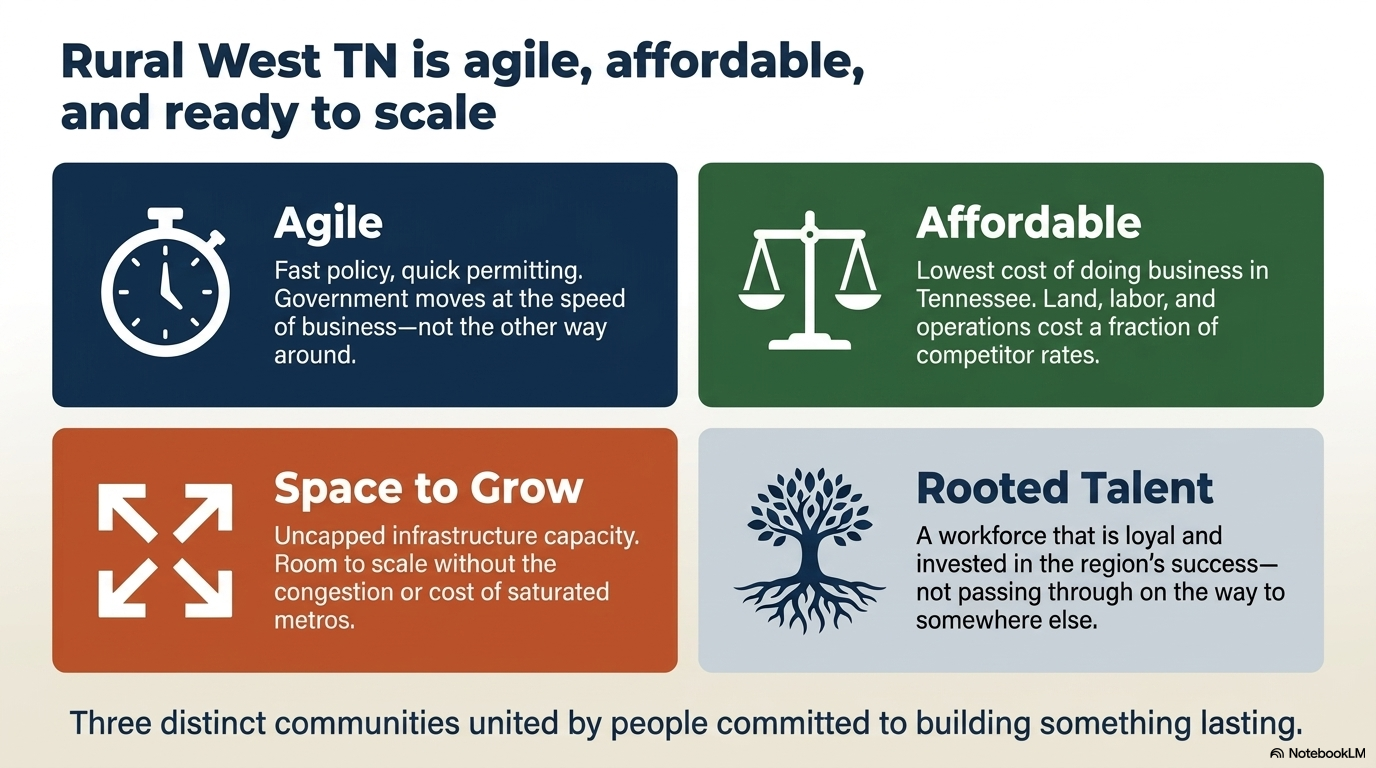 Rural West TN is agile, affordable,
and ready to scale
Agile
Fast policy, quick permitting.
Government moves at the speed
of business—not the other way
around.
Affordable
Lowest cost of doing business in
Tennessee. Land, labor, and
operations cost a fraction of
competitor rates.
Space to Grow
Uncapped infrastructure capacity.
Room to scale without the
congestion or cost of saturated
metros.
Rooted Talent
A workforce that is loyal and
invested in the region's success—
not passing through on the way to
somewhere else.
Three distinct communities united by people committed to building something lasting.
NotebookLM